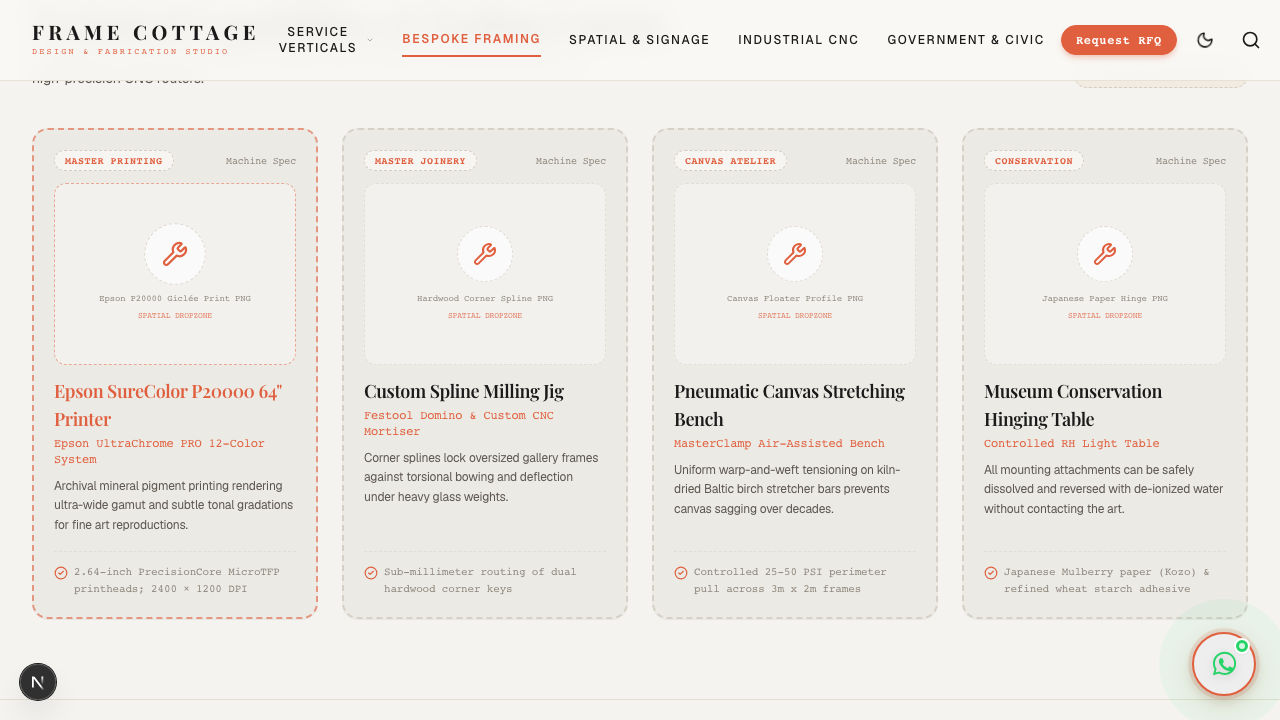 FRAME COTTAGE
DESIGN & FABRICATION STUDIO
SERVICE
VERTICALS
BESPOKE FRAMING
SPATIAL & SIGNAGE
INDUSTRIAL CNC
GOVERNMENT & CIVIC
Request RFQ
high-precision CNC routers.
MASTER PRINTING
Machine Spec
Epson P20000 Giclée Print PNG
SPATIAL DROPZONE
Epson SureColor P20000 64"
Printer
Epson UltraChrome PRO 12-Color
System
Archival mineral pigment printing rendering
ultra-wide gamut and subtle tonal gradations
for fine art reproductions.
2.64-inch PrecisionCore MicroTFP
printheads; 2400 × 1200 DPI
MASTER JOINERY
Machine Spec
Hardwood Corner Spline PNG
SPATIAL DROPZONE
Custom Spline Milling Jig
Festool Domino & Custom CNC
Mortiser
Corner splines lock oversized gallery frames
against torsional bowing and deflection
under heavy glass weights.
Sub-millimeter routing of dual
hardwood corner keys
CANVAS ATELIER
Machine Spec
Canvas Floater Profile PNG
SPATIAL DROPZONE
Pneumatic Canvas Stretching
Bench
MasterClamp Air-Assisted Bench
Uniform warp-and-weft tensioning on kiln-
dried Baltic birch stretcher bars prevents
canvas sagging over decades.
Controlled 25-50 PSI perimeter
pull across 3m x 2m frames
CONSERVATION
Machine Spec
Japanese Paper Hinge PNG
SPATIAL DROPZONE
Museum Conservation
Hinging Table
Controlled RH Light Table
All mounting attachments can be safely
dissolved and reversed with de-ionized water
without contacting the art.
Japanese Mulberry paper (Kozo) &
refined wheat starch adhesive
N